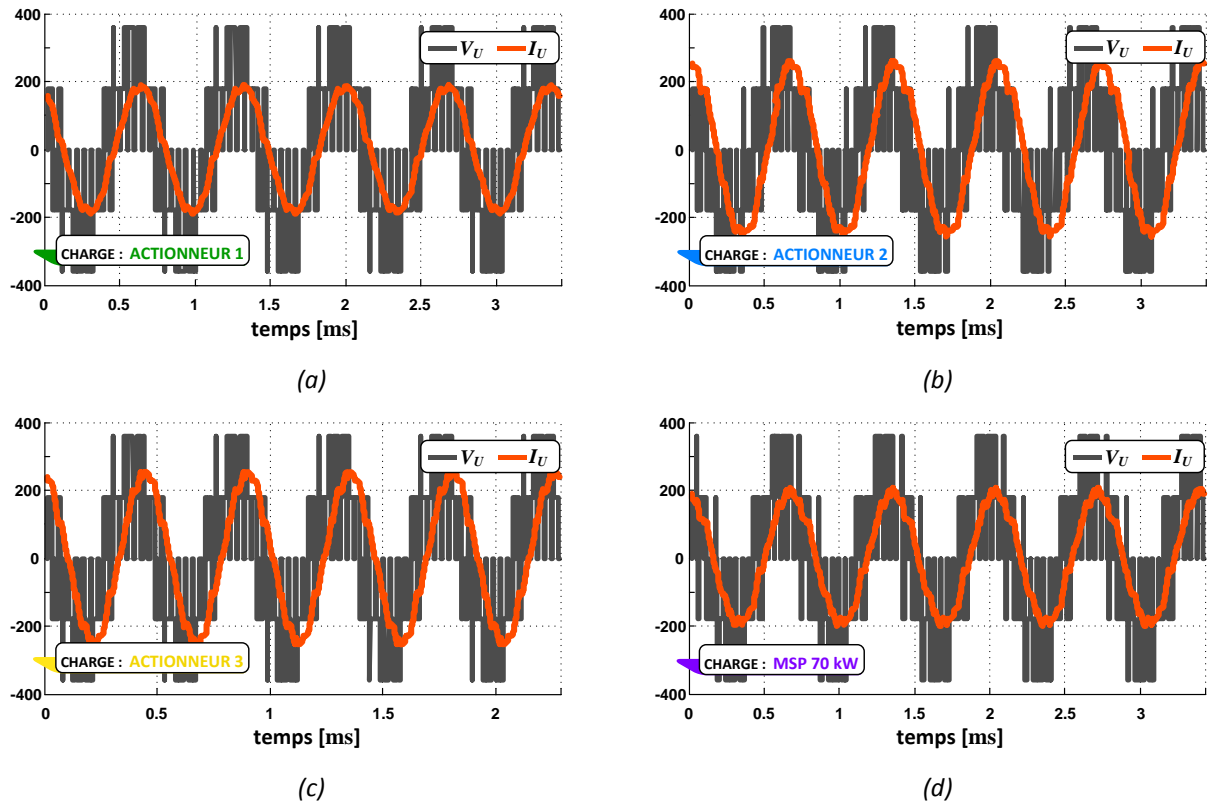 400
200
0
-200
-400
V_U I_U
CHARGE : ACTIONNEUR 1
0 0.5 1 1.5 2 2.5 3
temps [ms]
(a)
400
200
0
-200
-400
V_U I_U
CHARGE : ACTIONNEUR 2
0 0.5 1 1.5 2 2.5 3
temps [ms]
(b)
400
200
0
-200
-400
V_U I_U
CHARGE : ACTIONNEUR 3
0 0.5 1 1.5 2
temps [ms]
(c)
400
200
0
-200
-400
V_U I_U
CHARGE : MSP 70 kW
0 0.5 1 1.5 2 2.5 3
temps [ms]
(d)